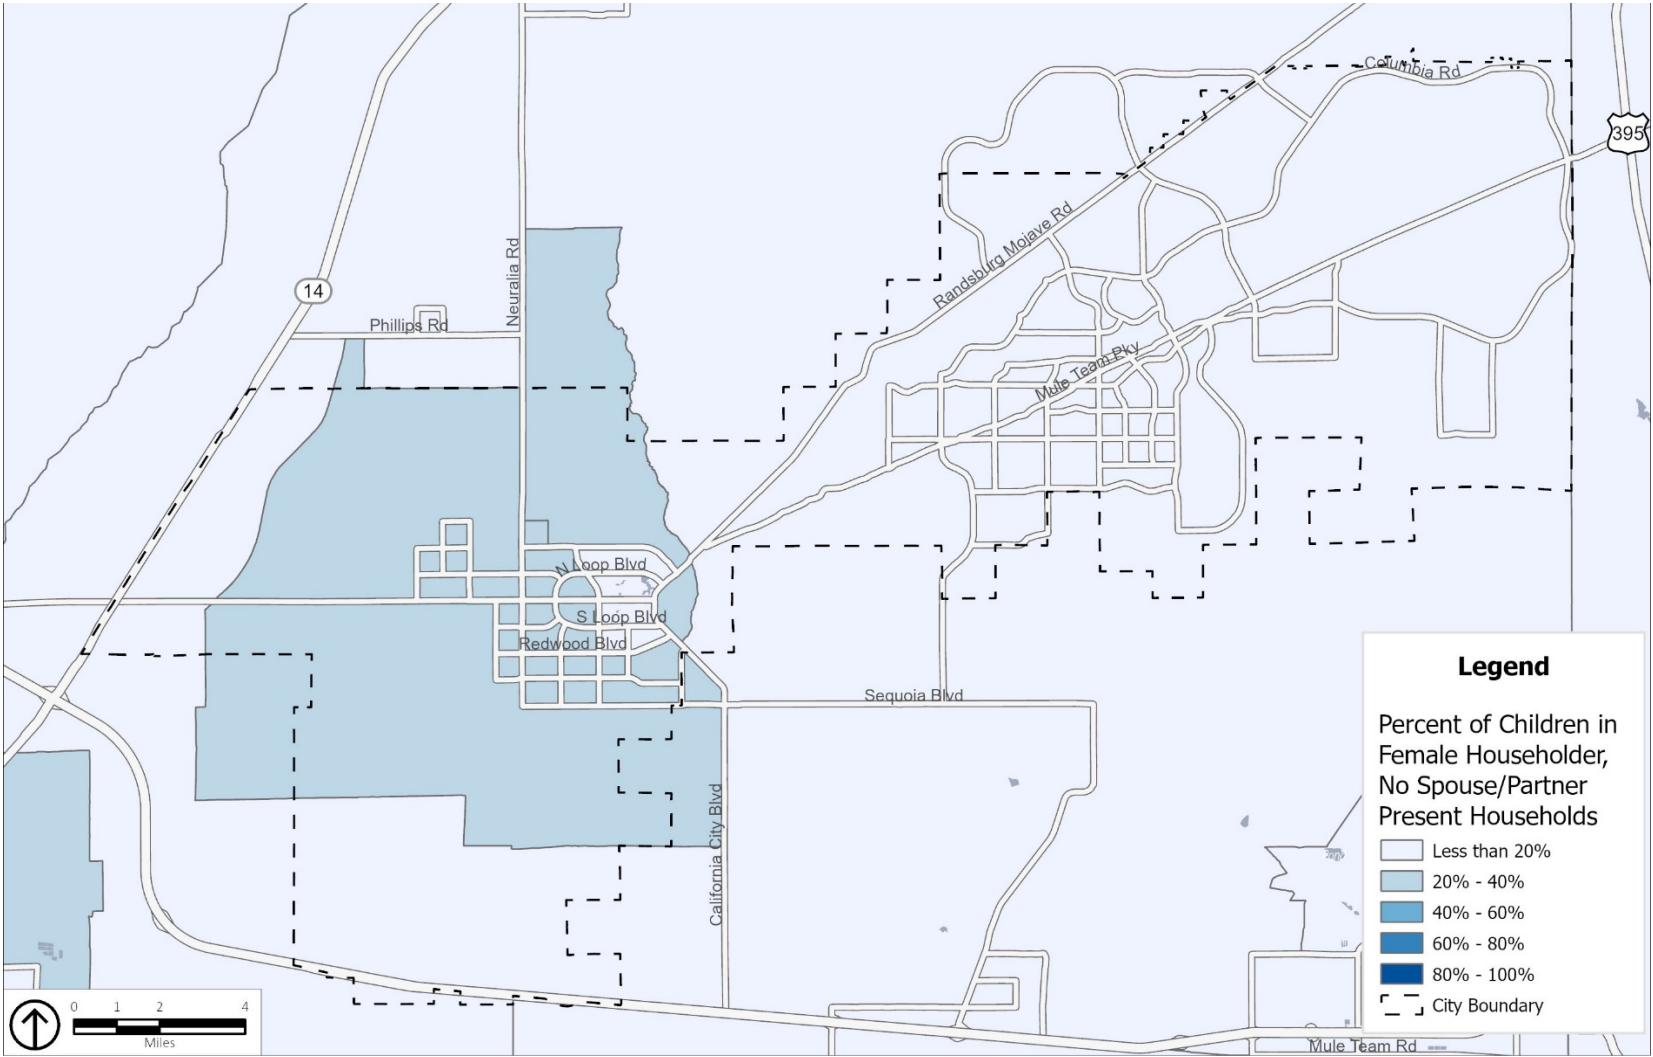 Columbia Rd
395
Randsburg Mojave Rd
Neuralia Rd
14
Phillips Rd
Mule Team Pky
N Loop Blvd
S Loop Blvd
Redwood Blvd
Sequoia Blvd
California City Blvd
Legend
Percent of Children in
Female Householder,
No Spouse/Partner
Present Households
Less than 20%
20% - 40%
40% - 60%
60% - 80%
80% - 100%
City Boundary
0 1 2 4
Miles
Mule Team Rd